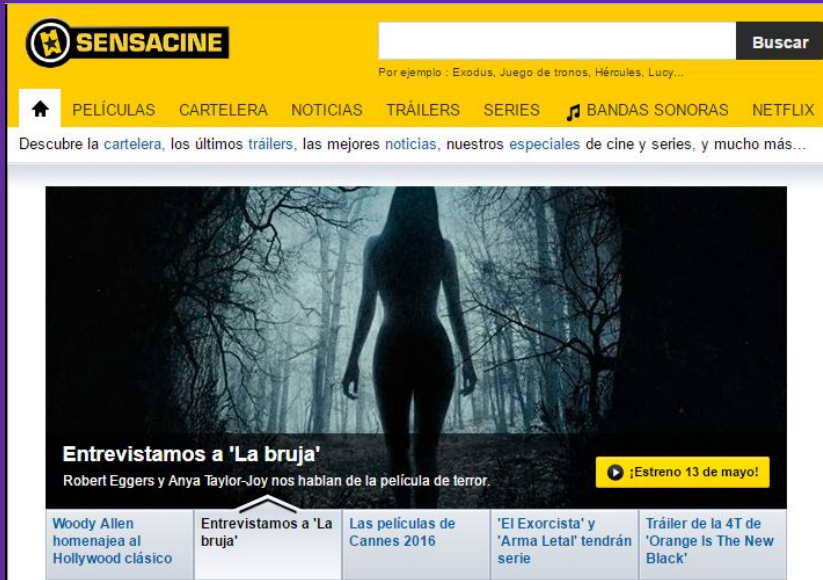 SENSACINE
Buscar
Por ejemplo : Exodus, Juego de tronos, Hércules, Lucy...
PELÍCULAS CARTELERA NOTICIAS TRÁILERS SERIES BANDAS SONORAS NETFLIX
Descubre la cartelera, los últimos tráilers, las mejores noticias, nuestros especiales de cine y series, y mucho más...
Entrevistamos a 'La bruja'
Robert Eggers y Anya Taylor-Joy nos hablan de la película de terror.
¡Estreno 13 de mayo!
Woody Allen
homenajea al
Hollywood clásico
Entrevistamos a 'La
bruja'
Las películas de
Cannes 2016
'El Exorcista' y
'Arma Letal' tendrán
serie
Tráiler de la 4T de
'Orange Is The New
Black'